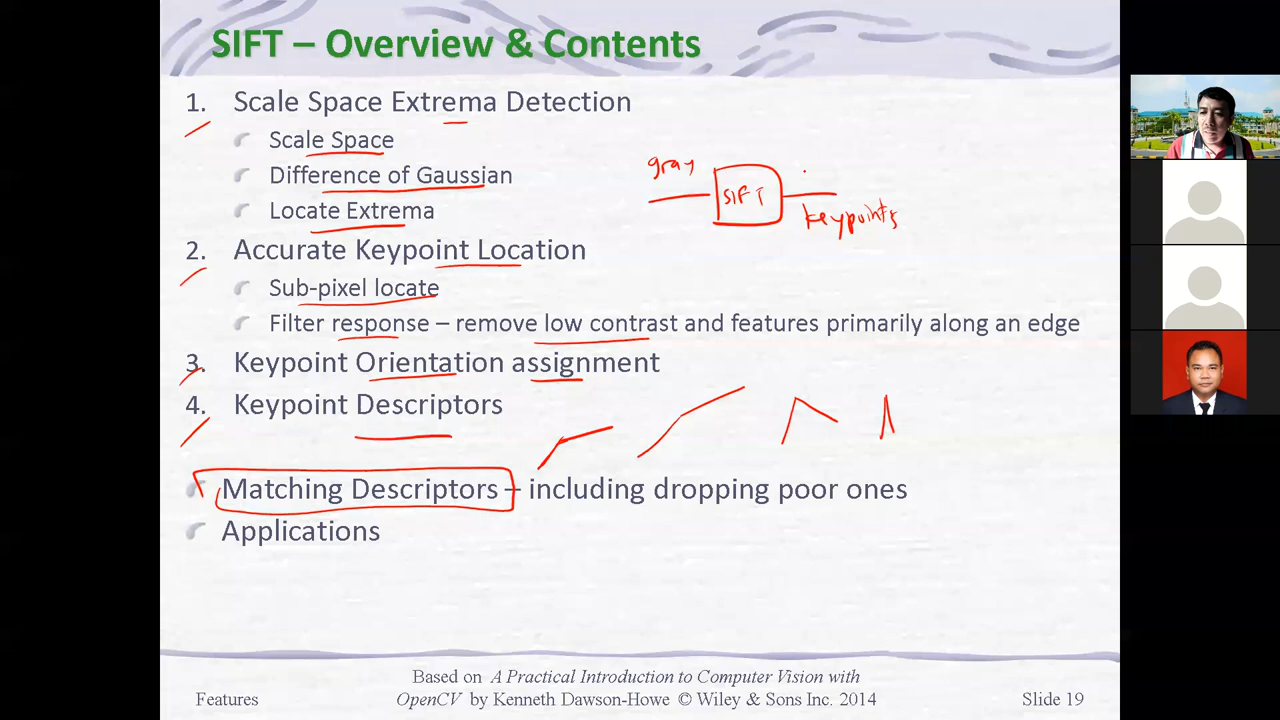 SIFT – Overview & Contents
1. Scale Space Extrema Detection
Scale Space
Difference of Gaussian
Locate Extrema
gray
SIFT
keypoints
2. Accurate Keypoint Location
Sub-pixel locate
Filter response – remove low contrast and features primarily along an edge
3. Keypoint Orientation assignment
4. Keypoint Descriptors
Matching Descriptors – including dropping poor ones
Applications
Features
Based on A Practical Introduction to Computer Vision with
OpenCV by Kenneth Dawson-Howe © Wiley & Sons Inc. 2014
Slide 19